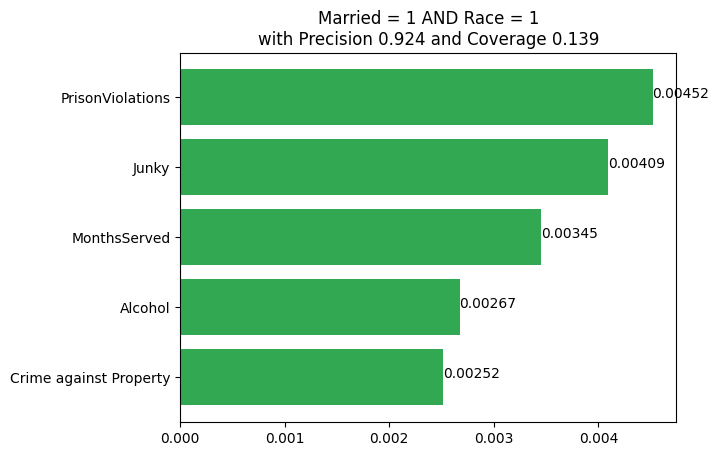 Married = 1 AND Race = 1
with Precision 0.924 and Coverage 0.139
PrisonViolations
0.00452
Junky
0.00409
MonthsServed
0.00345
Alcohol
0.00267
Crime against Property
0.00252
0.000 0.001 0.002 0.003 0.004